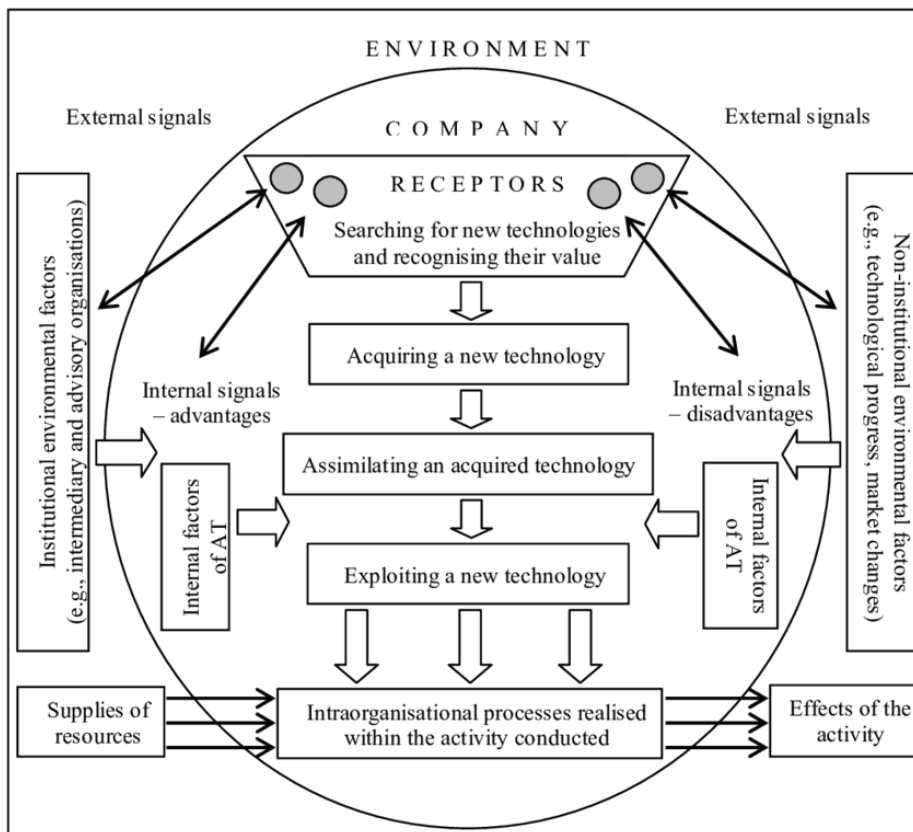 ENVIRONMENT
External signals
External signals
COMPANY
RECEPTORS
Searching for new technologies
and recognising their value
Institutional environmental factors
(e.g., intermediary and advisory organisations)
Non-institutional environmental factors
(e.g., technological progress, market changes)
Acquiring a new technology
Internal signals
– advantages
Internal signals
– disadvantages
Assimilating an acquired technology
Internal factors
of AT
Internal factors
of AT
Exploiting a new technology
Supplies of
resources
Intraorganisational processes realised
within the activity conducted
Effects of the
activity